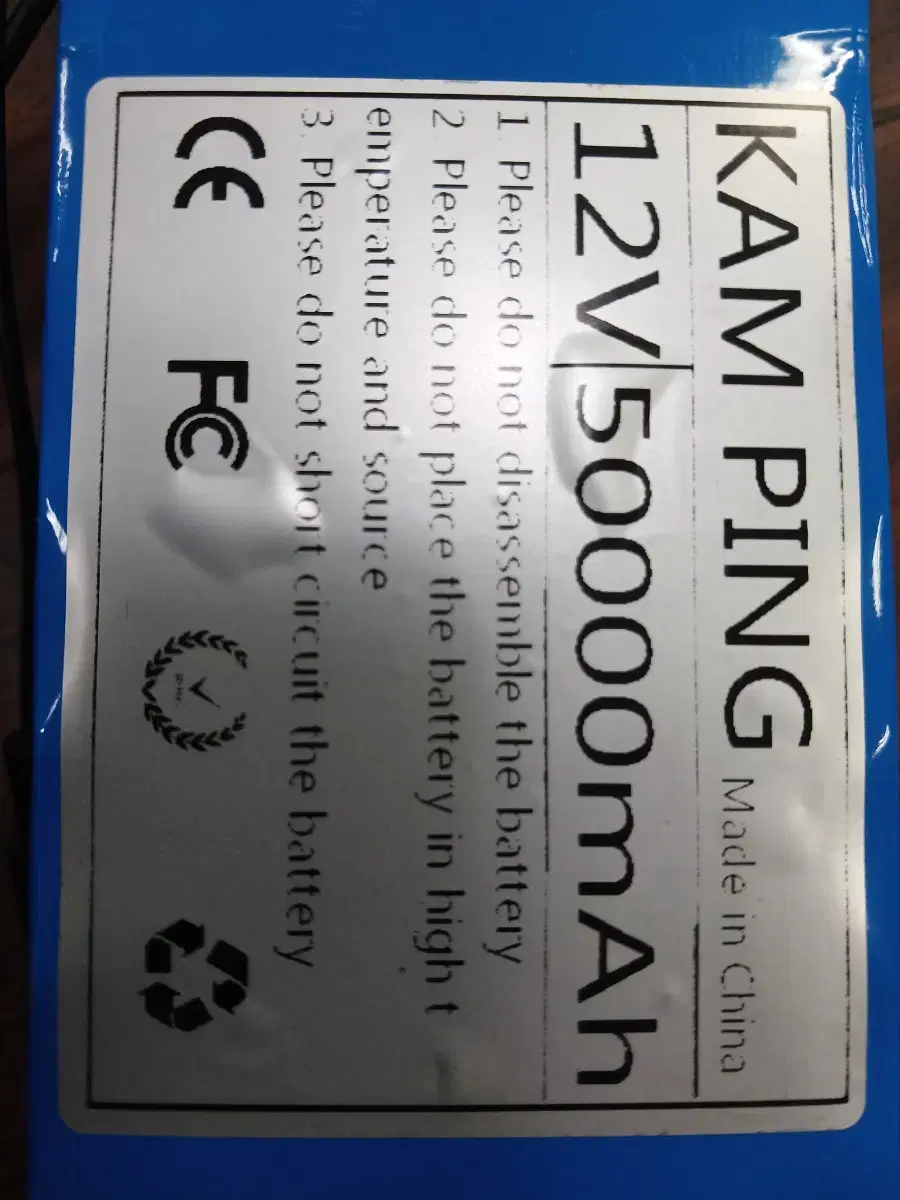 KAM PING Made in China
12V 50000mAh
1. Please do not disassemble the battery
2 Please do not place the battery in high t
emperature and source
3. Please do not short circuit the battery
CE FC